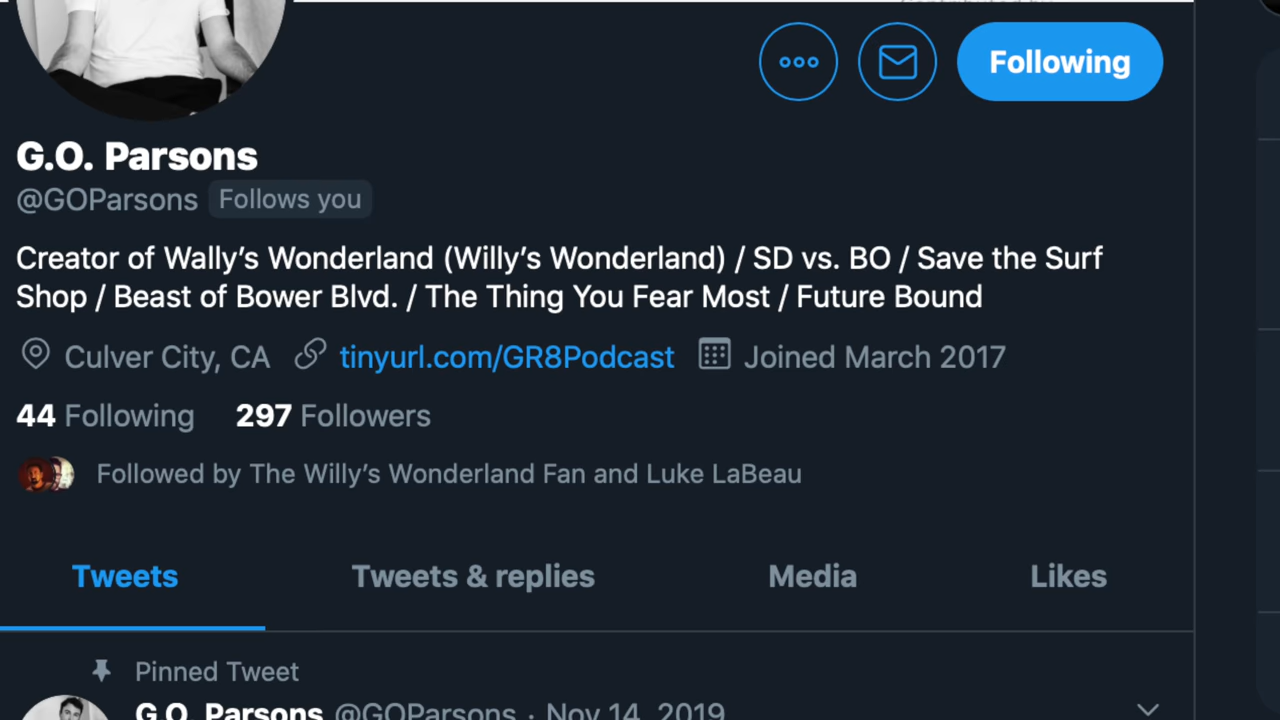 Following
G.O. Parsons
@GOParsons Follows you
Creator of Wally’s Wonderland (Willy’s Wonderland) / SD vs. BO / Save the Surf
Shop / Beast of Bower Blvd. / The Thing You Fear Most / Future Bound
Culver City, CA tinyurl.com/GR8Podcast Joined March 2017
44 Following 297 Followers
Followed by The Willy’s Wonderland Fan and Luke LaBeau
Tweets Tweets & replies Media Likes
Pinned Tweet
G.O. Parsons @GOParsons · Nov 14, 2019